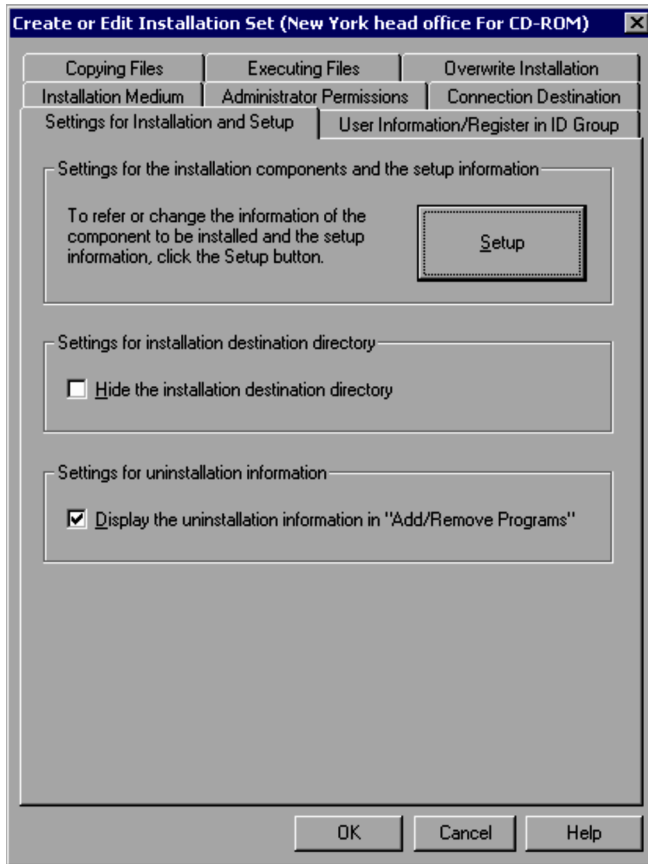 Create or Edit Installation Set (New York head office For CD-ROM)
Copying Files
Executing Files
Overwrite Installation
Installation Medium
Administrator Permissions
Connection Destination
Settings for Installation and Setup
User Information/Register in ID Group
Settings for the installation components and the setup information
To refer or change the information of the
component to be installed and the setup
information, click the Setup button.
Setup
Settings for installation destination directory
Hide the installation destination directory
Settings for uninstallation information
Display the uninstallation information in "Add/Remove Programs"
OK
Cancel
Help